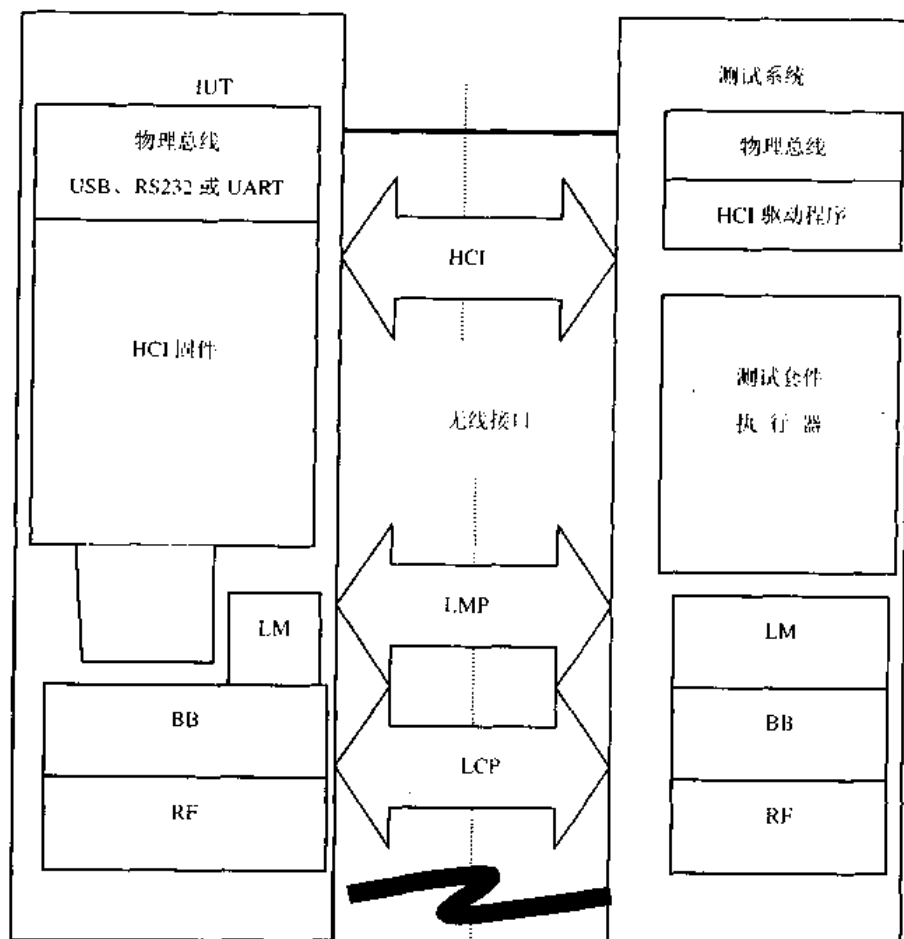 IUT
物理总线
USB、RS232 或 UART
HCI 固件
LM
BB
RF
HCI
无线接口
LMP
LCP
测试系统
物理总线
HCI 驱动程序
测试套件
执 行 器
LM
BB
RF